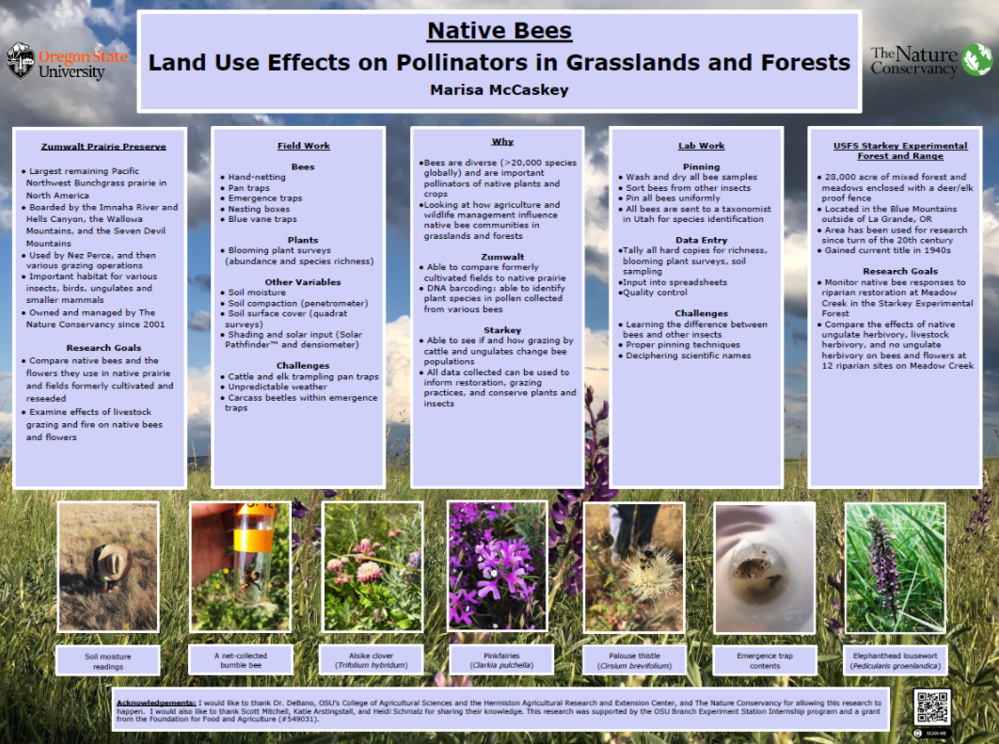 Native Bees
Land Use Effects on Pollinators in Grasslands and Forests
Marisa McCaskey
Oregon State
University
The Nature
Conservancy
Zumwalt Prairie Preserve
● Largest remaining Pacific
Northwest Bunchgrass prairie in
North America
● Boarded by the Imnaha River and
Hells Canyon, the Wallowa
Mountains, and the Seven Devil
Mountains
● Used by Nez Perce, and then
various grazing operations
● Important habitat for various
insects, birds, ungulates and
smaller mammals
● Owned and managed by The
Nature Conservancy since 2001
Research Goals
● Compare native bees and the
flowers they use in native prairie
and fields formerly cultivated and
reseeded
● Examine effects of livestock
grazing and fire on native bees
and flowers
Field Work
Bees
● Hand-netting
● Pan traps
● Emergence traps
● Nesting boxes
● Blue vane traps
Plants
● Blooming plant surveys
(abundance and species richness)
Other Variables
● Soil moisture
● Soil compaction (penetrometer)
● Soil surface cover (quadrat
surveys)
● Shading and solar input (Solar
Pathfinder™ and densiometer)
Challenges
● Cattle and elk trampling pan traps
● Unpredictable weather
● Carcass beetles within emergence
traps
Why
●Bees are diverse (>20,000 species
globally) and are important
pollinators of native plants and
crops
●Looking at how agriculture and
wildlife management influence
native bee communities in
grasslands and forests
Zumwalt
● Able to compare formerly
cultivated fields to native prairie
● DNA barcoding: able to identify
plant species in pollen collected
from various bees
Starkey
● Able to see if and how grazing by
cattle and ungulates change bee
populations
● All data collected can be used to
inform restoration, grazing
practices, and conserve plants and
insects
Lab Work
Pinning
● Wash and dry all bee samples
● Sort bees from other insects
● Pin all bees uniformly
● All bees are sent to a taxonomist
in Utah for species identification
Data Entry
●Tally all hard copies for richness,
blooming plant surveys, soil
sampling
●Input into spreadsheets
●Quality control
Challenges
● Learning the difference between
bees and other insects
● Proper pinning techniques
● Deciphering scientific names
USFS Starkey Experimental
Forest and Range
● 28,000 acre of mixed forest and
meadows enclosed with a deer/elk
proof fence
● Located in the Blue Mountains
outside of La Grande, OR
● Area has been used for research
since turn of the 20th century
● Gained current title in 1940s
Research Goals
● Monitor native bee responses to
riparian restoration at Meadow
Creek in the Starkey Experimental
Forest
● Compare the effects of native
ungulate herbivory, livestock
herbivory, and no ungulate
herbivory on bees and flowers at
12 riparian sites on Meadow Creek
Soil moisture
readings
A net-collected
bumble bee
Alsike clover
(Trifolium hybridum)
Pinkfairies
(Clarkia pulchella)
Palouse thistle
(Cirsium brevifolium)
Emergence trap
contents
Elephanthead lousewort
(Pedicularis groenlandica)
Acknowledgements: I would like to thank Dr. DeBano, OSU's College of Agricultural Sciences and the Hermiston Agricultural Research and Extension Center, and The Nature Conservancy for allowing this research to
happen. I would also like to thank Scott Mitchell, Katie Arstingstall, and Heidi Schmalz for sharing their knowledge. This research was supported by the OSU Branch Experiment Station Internship program and a grant
from the Foundation for Food and Agriculture (#549031).
SCAN ME